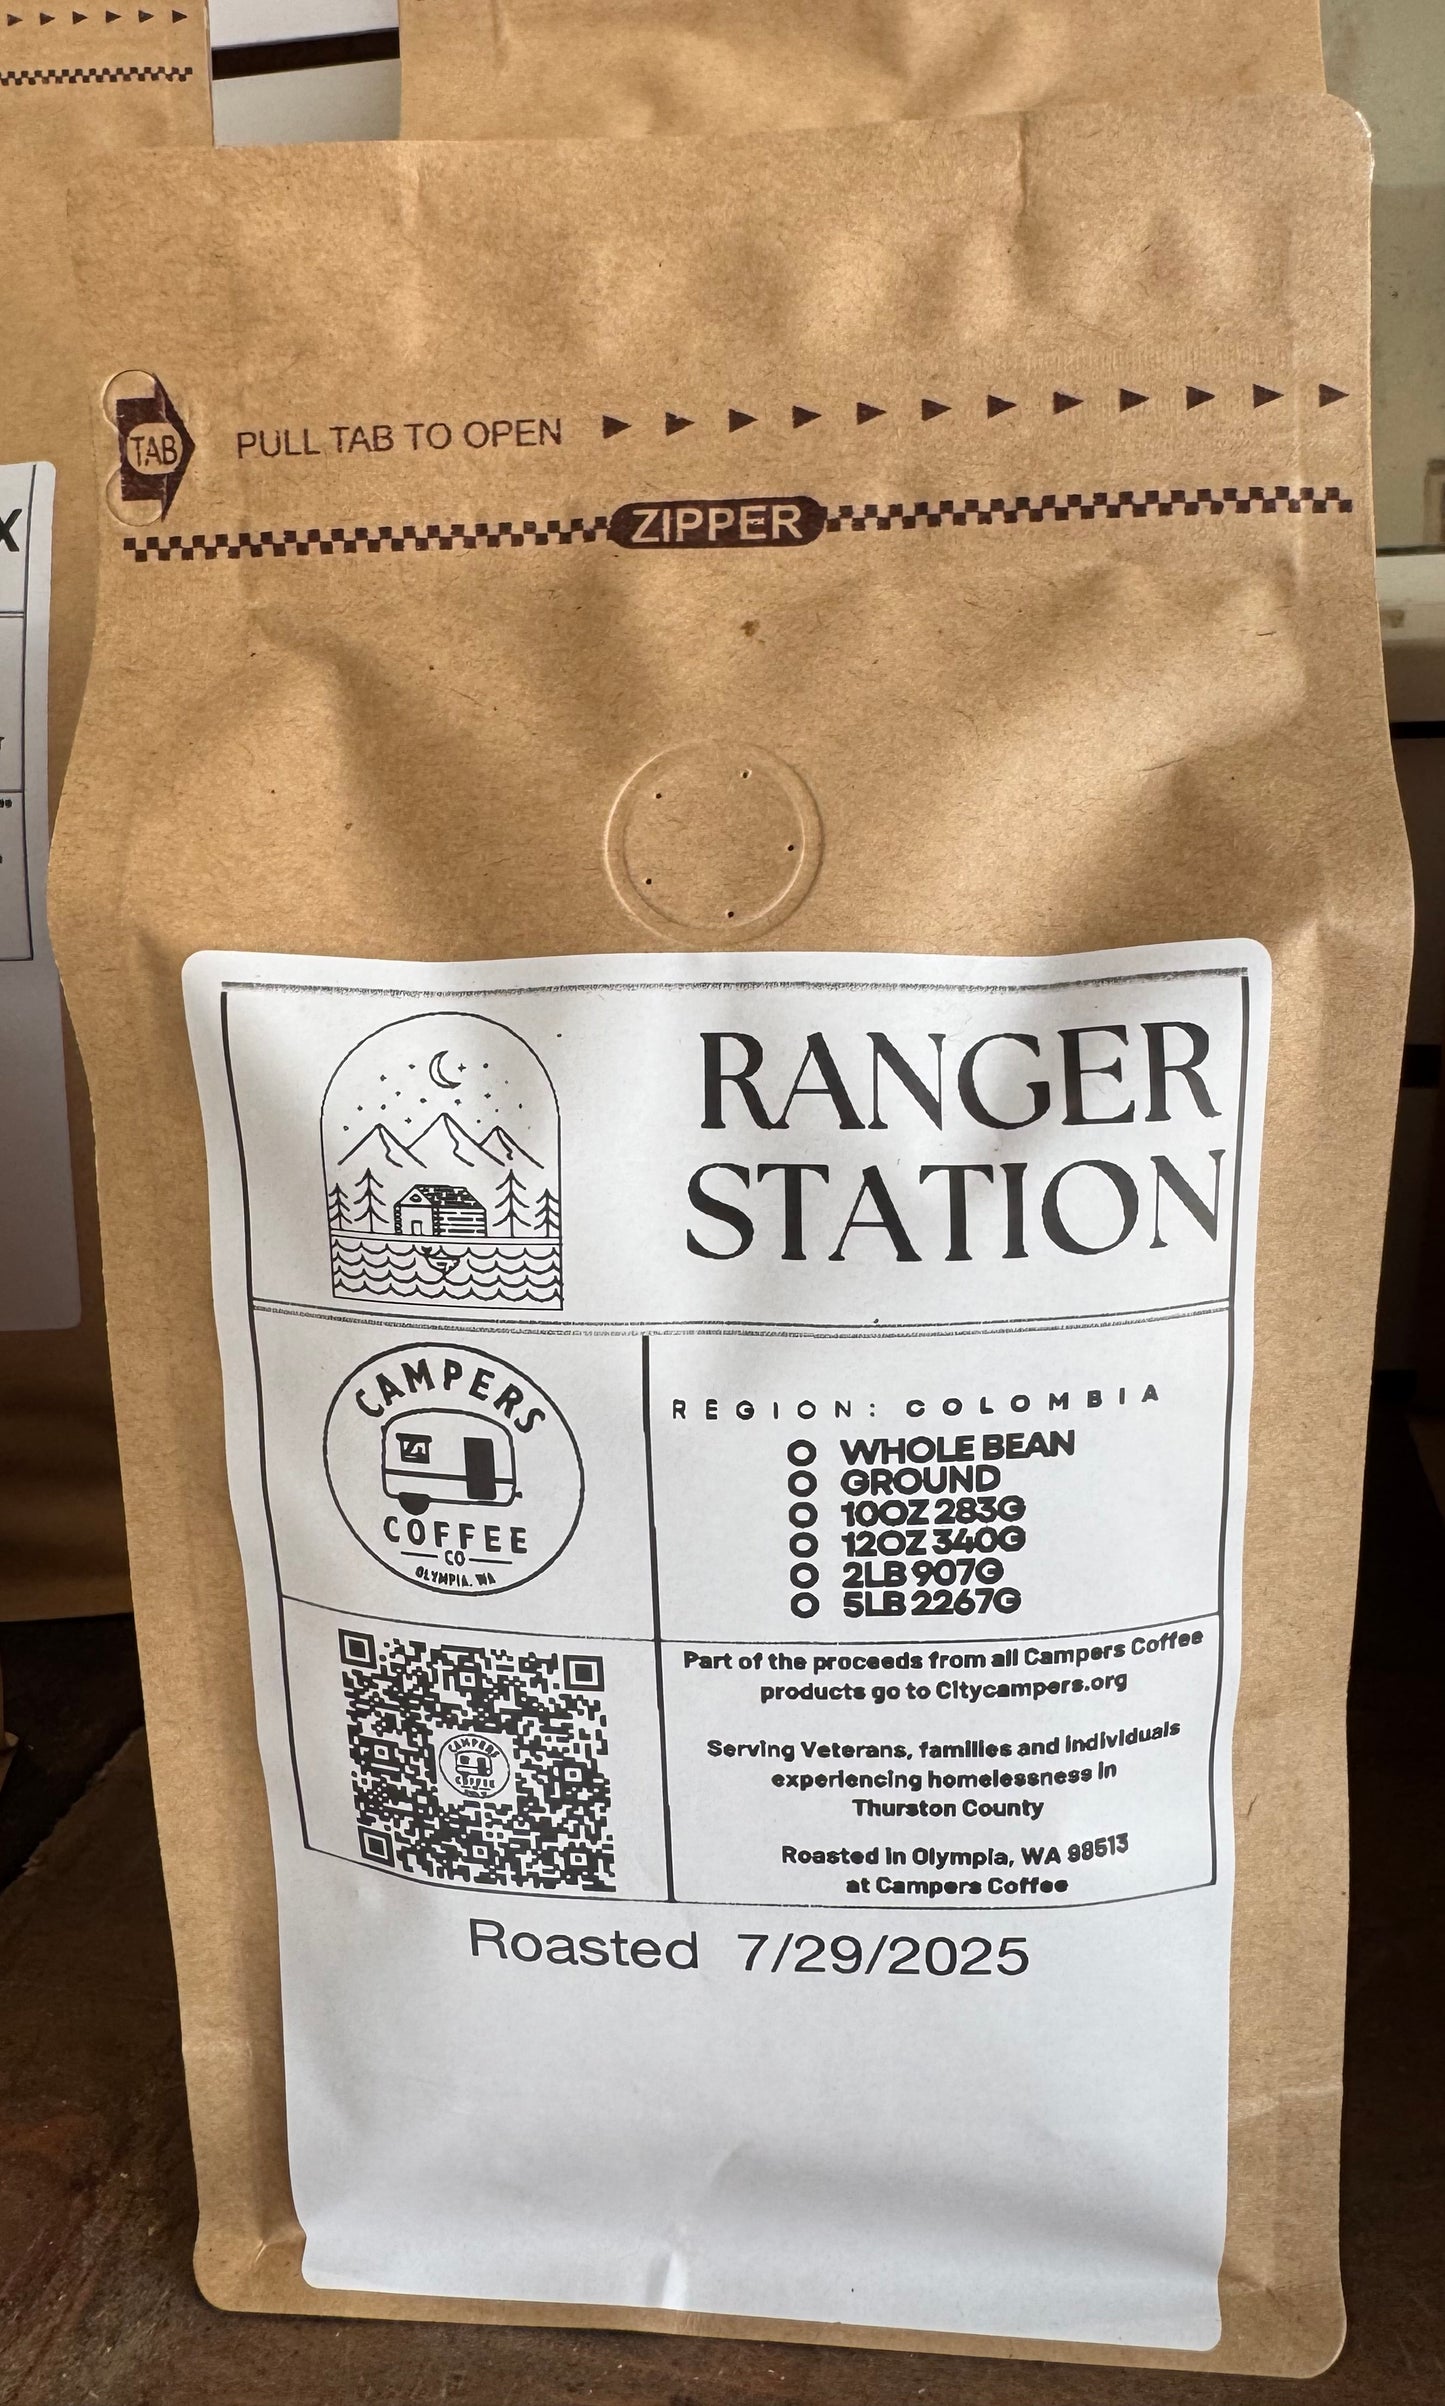 TAB
PULL TAB TO OPEN
ZIPPER
X
RANGER
STATION
CAMPERS
COFFEE
CO
OLYMPIA. WA
REGION: COLOMBIA
WHOLE BEAN
GROUND
10OZ 283G
12OZ 340G
2LB 907G
5LB 2267G
CAMPERS
COFFEE
Part of the proceeds from all Campers Coffee
products go to Citycampers.org
Serving Veterans, families and individuals
experiencing homelessness in
Thurston County
Roasted in Olympia, WA 98513
at Campers Coffee
Roasted 7/29/2025